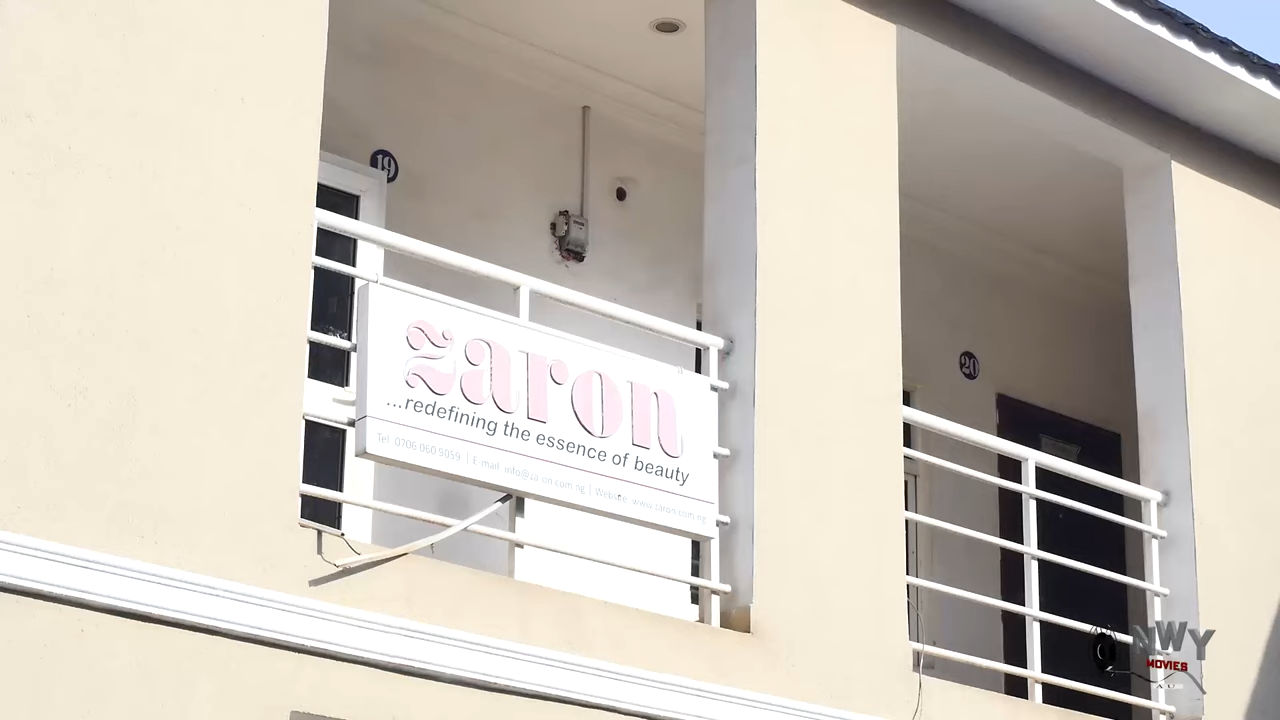 19
zaron
...redefining the essence of beauty
Tel: 0706 060 9059 | E-mail: info@zaron.com.ng | Website: www.zaron.com.ng
20
NWY
MOVIES